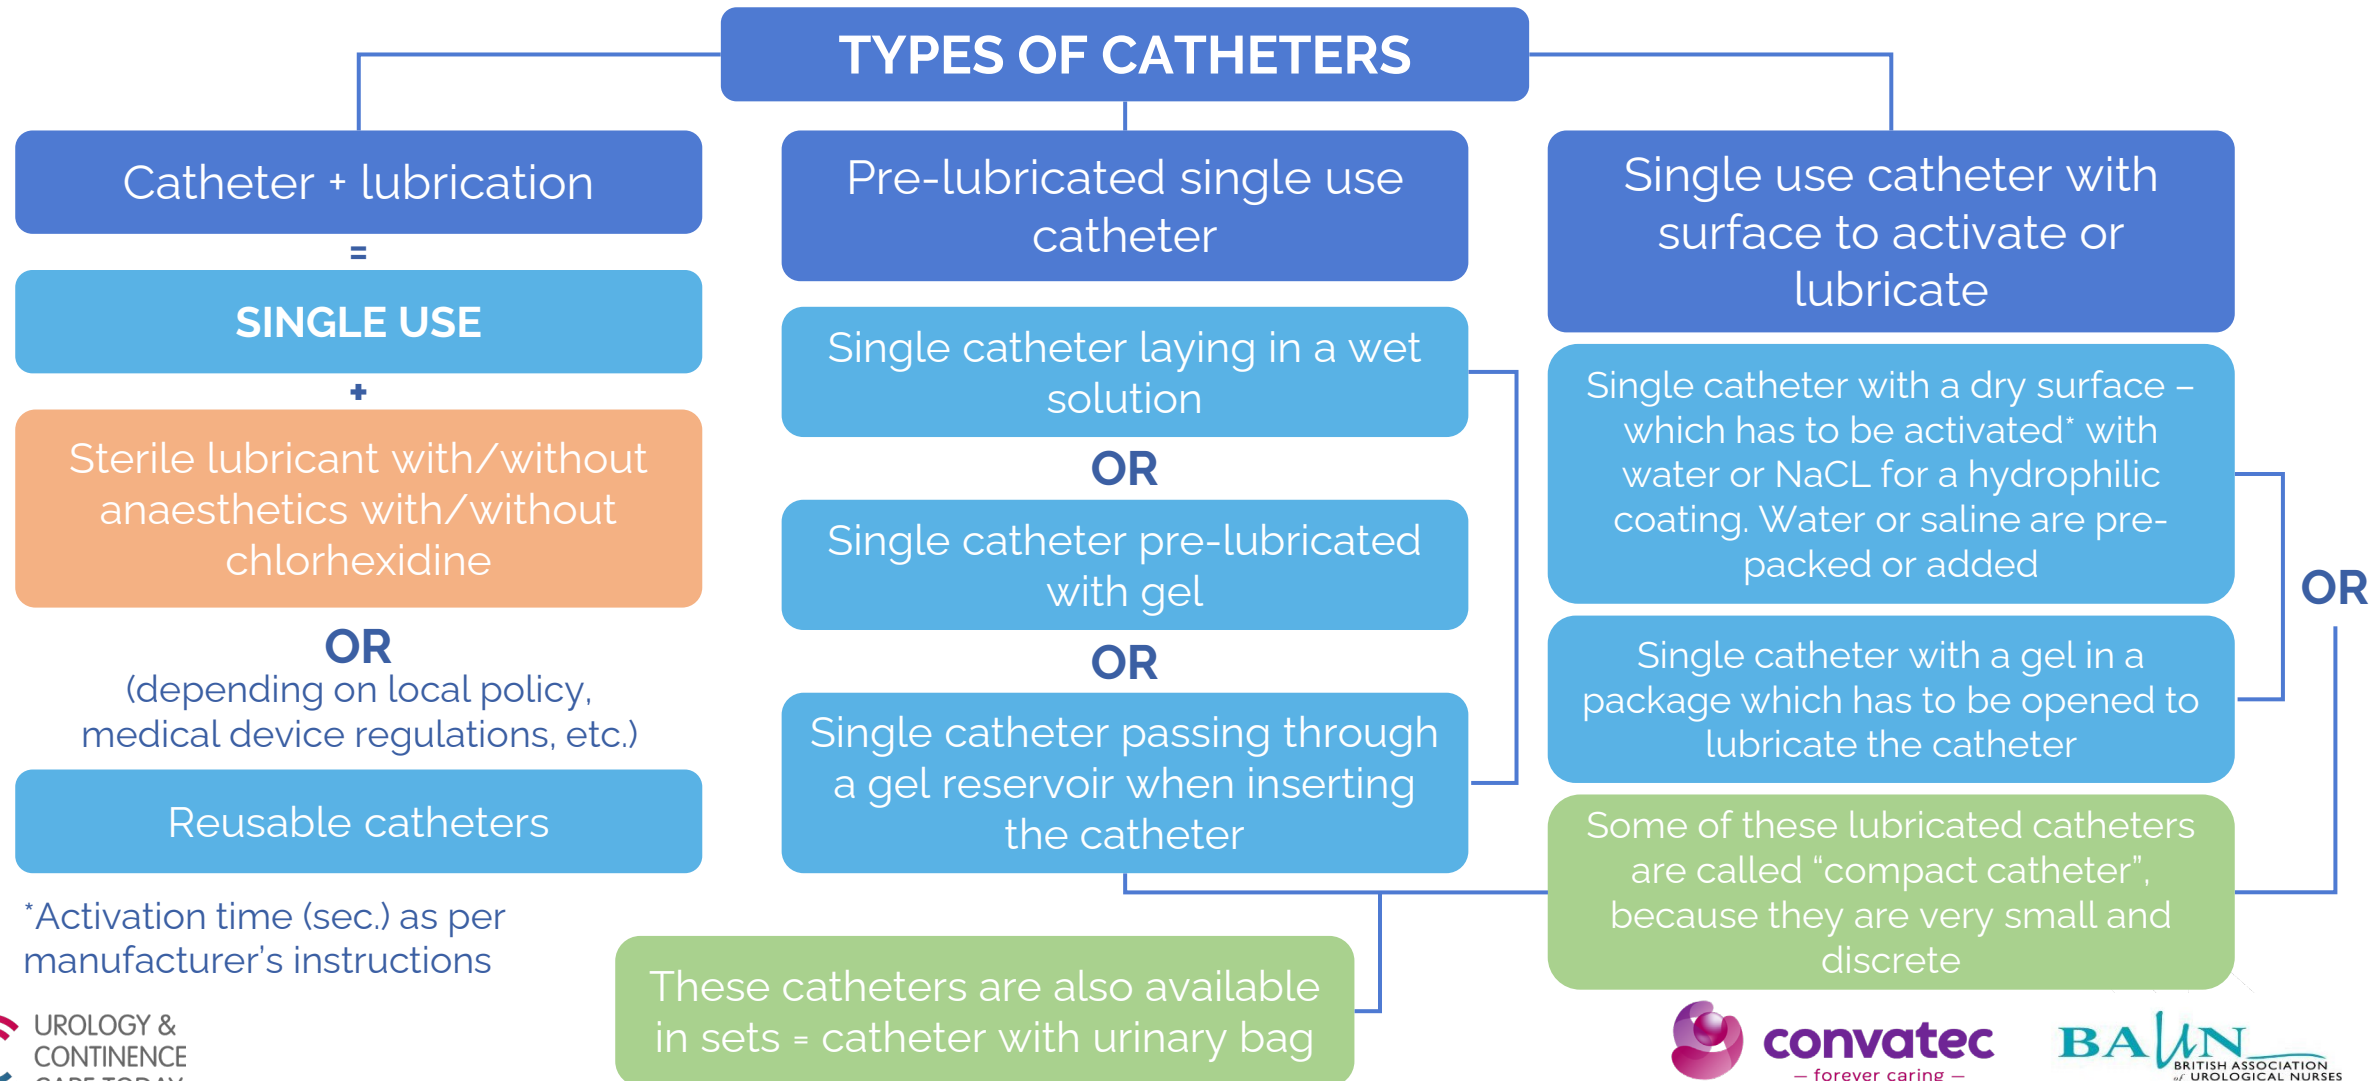 TYPES OF CATHETERS
Catheter + lubrication
=
SINGLE USE
+
Sterile lubricant with/without
anaesthetics with/without
chlorhexidine
OR
(depending on local policy,
medical device regulations, etc.)
Reusable catheters
*Activation time (sec.) as per
manufacturer's instructions
Pre-lubricated single use
catheter
Single catheter laying in a wet
solution
OR
Single catheter pre-lubricated
with gel
OR
Single catheter passing through
a gel reservoir when inserting
the catheter
These catheters are also available
in sets = catheter with urinary bag
Single use catheter with
surface to activate or
lubricate
Single catheter with a dry surface –
which has to be activated* with
water or NaCL for a hydrophilic
coating. Water or saline are pre-
packed or added
OR
Single catheter with a gel in a
package which has to be opened to
lubricate the catheter
Some of these lubricated catheters
are called “compact catheter”,
because they are very small and
discrete
UROLOGY &
CONTINENCE
CARE TODAY
convatec
– forever caring –
BAUN
BRITISH ASSOCIATION
of UROLOGICAL NURSES